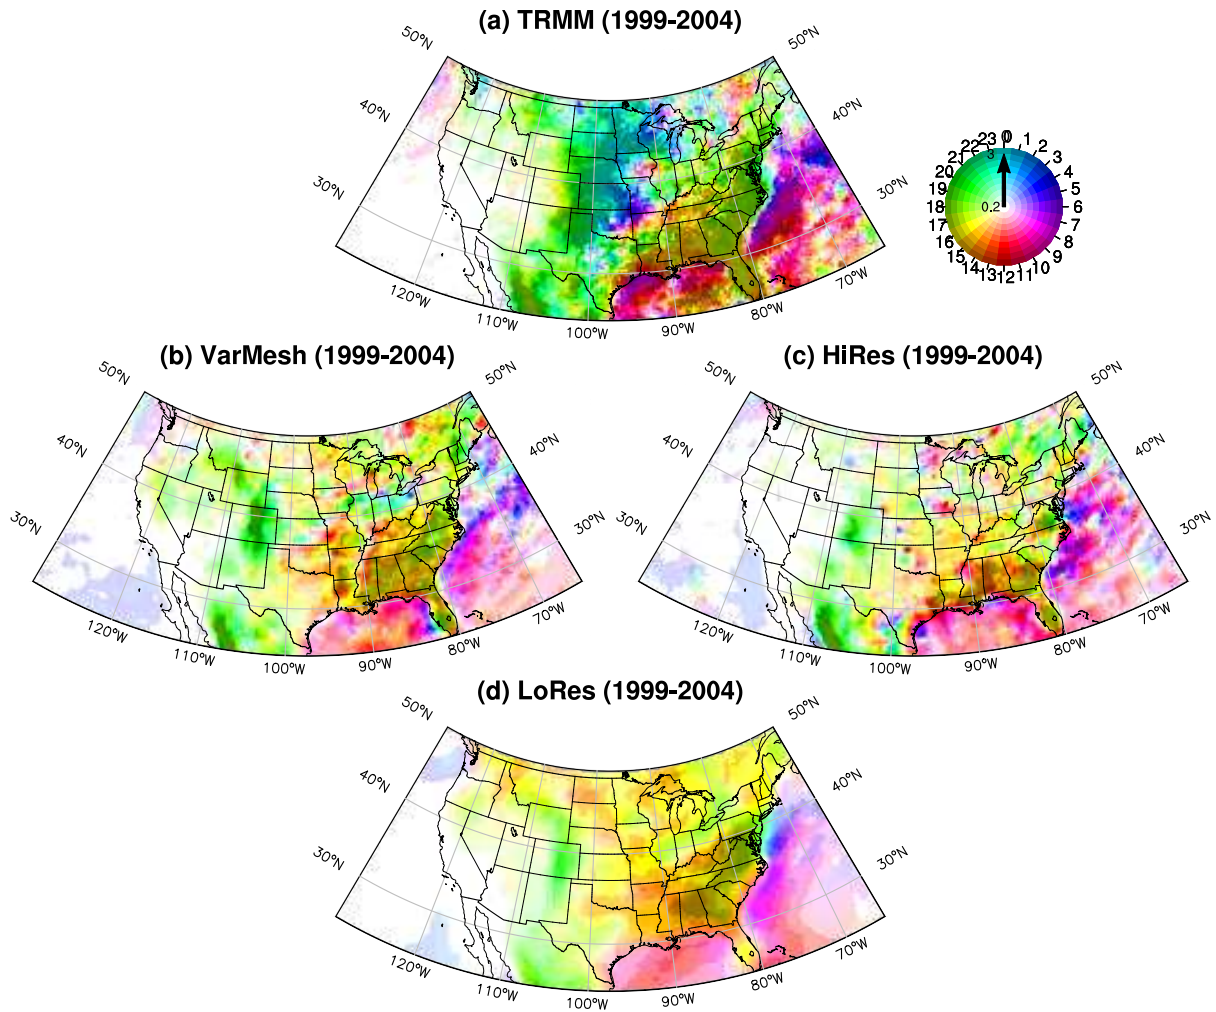 (a) TRMM (1999-2004)
50°N
50°N
40°N
40°N
30°N
30°N
120°W
110°W
100°W
90°W
80°W
70°W
0
1
2
3
4
5
6
7
8
9
10
11
12
13
14
15
16
17
18
19
20
21
22
23
3
0.2
(b) VarMesh (1999-2004)
50°N
50°N
40°N
40°N
30°N
30°N
120°W
110°W
100°W
90°W
80°W
70°W
(c) HiRes (1999-2004)
50°N
50°N
40°N
40°N
30°N
30°N
120°W
110°W
100°W
90°W
80°W
70°W
(d) LoRes (1999-2004)
50°N
50°N
40°N
40°N
30°N
30°N
120°W
110°W
100°W
90°W
80°W
70°W